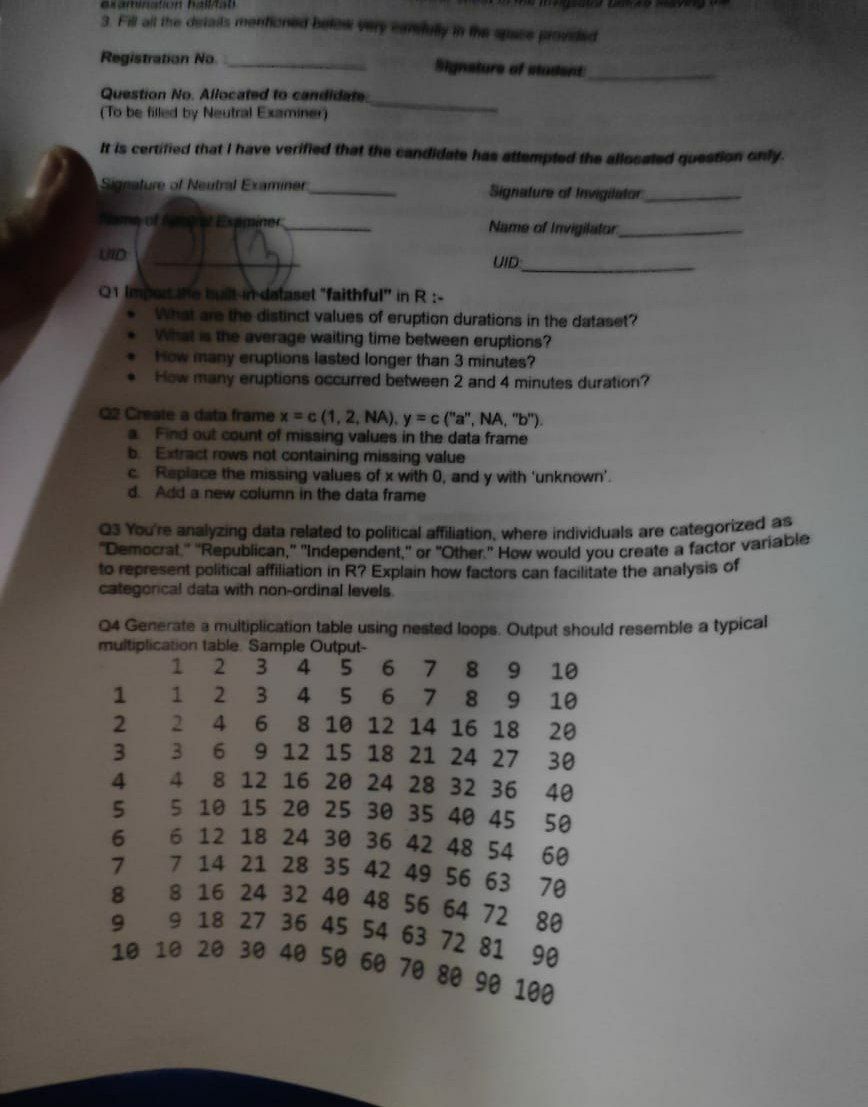 examination hall/lab
3. Fill all the details mentioned below very carefully in the space provided
Registration No. ______________ Signature of student: ______________
Question No. Allocated to candidate: ______________
(To be filled by Neutral Examiner)
It is certified that I have verified that the candidate has attempted the allocated question only.
Signature of Neutral Examiner: __________ Signature of Invigilator: __________
Name of Neutral Examiner: __________ Name of Invigilator: ______________
UID: ______________ UID: __________________
Q1 Import the built-in dataset "faithful" in R :-
• What are the distinct values of eruption durations in the dataset?
• What is the average waiting time between eruptions?
• How many eruptions lasted longer than 3 minutes?
• How many eruptions occurred between 2 and 4 minutes duration?
Q2 Create a data frame x = c (1, 2, NA), y = c ("a", NA, "b").
a. Find out count of missing values in the data frame
b. Extract rows not containing missing value
c. Replace the missing values of x with 0, and y with 'unknown'.
d. Add a new column in the data frame
Q3 You're analyzing data related to political affiliation, where individuals are categorized as
"Democrat," "Republican," "Independent," or "Other." How would you create a factor variable
to represent political affiliation in R? Explain how factors can facilitate the analysis of
categorical data with non-ordinal levels.
Q4 Generate a multiplication table using nested loops. Output should resemble a typical
multiplication table. Sample Output-
1 2 3 4 5 6 7 8 9 10
1 1 2 3 4 5 6 7 8 9 10
2 2 4 6 8 10 12 14 16 18 20
3 3 6 9 12 15 18 21 24 27 30
4 4 8 12 16 20 24 28 32 36 40
5 5 10 15 20 25 30 35 40 45 50
6 6 12 18 24 30 36 42 48 54 60
7 7 14 21 28 35 42 49 56 63 70
8 8 16 24 32 40 48 56 64 72 80
9 9 18 27 36 45 54 63 72 81 90
10 10 20 30 40 50 60 70 80 90 100